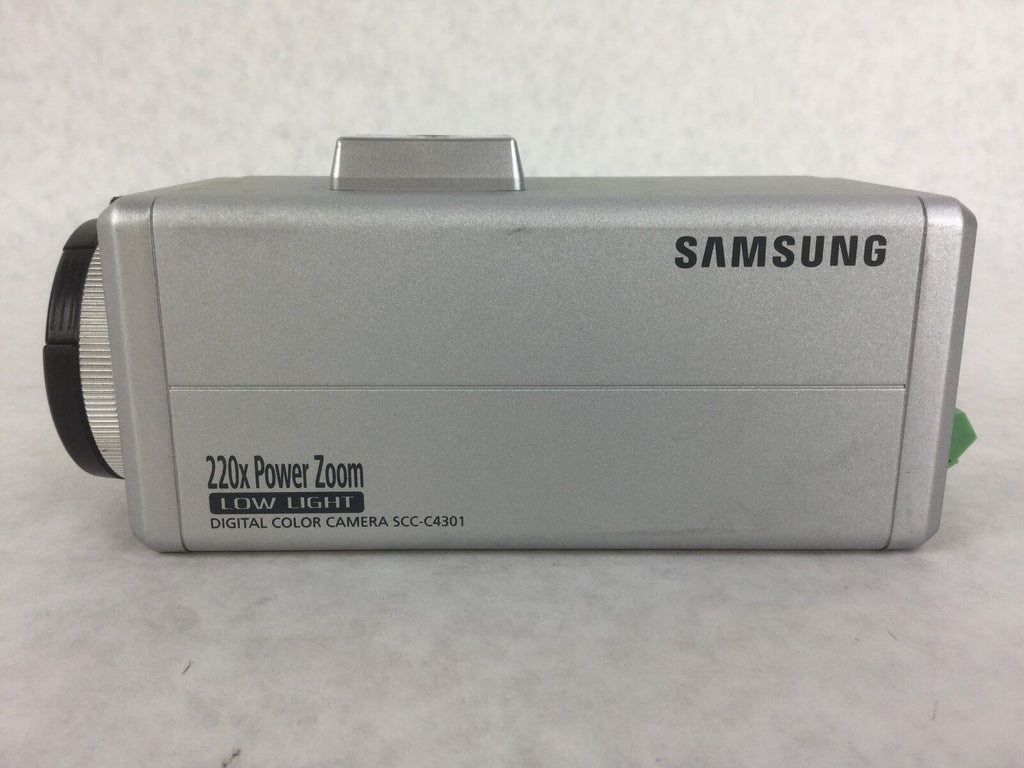 SAMSUNG
220x Power Zoom
LOW LIGHT
DIGITAL COLOR CAMERA SCC-C4301